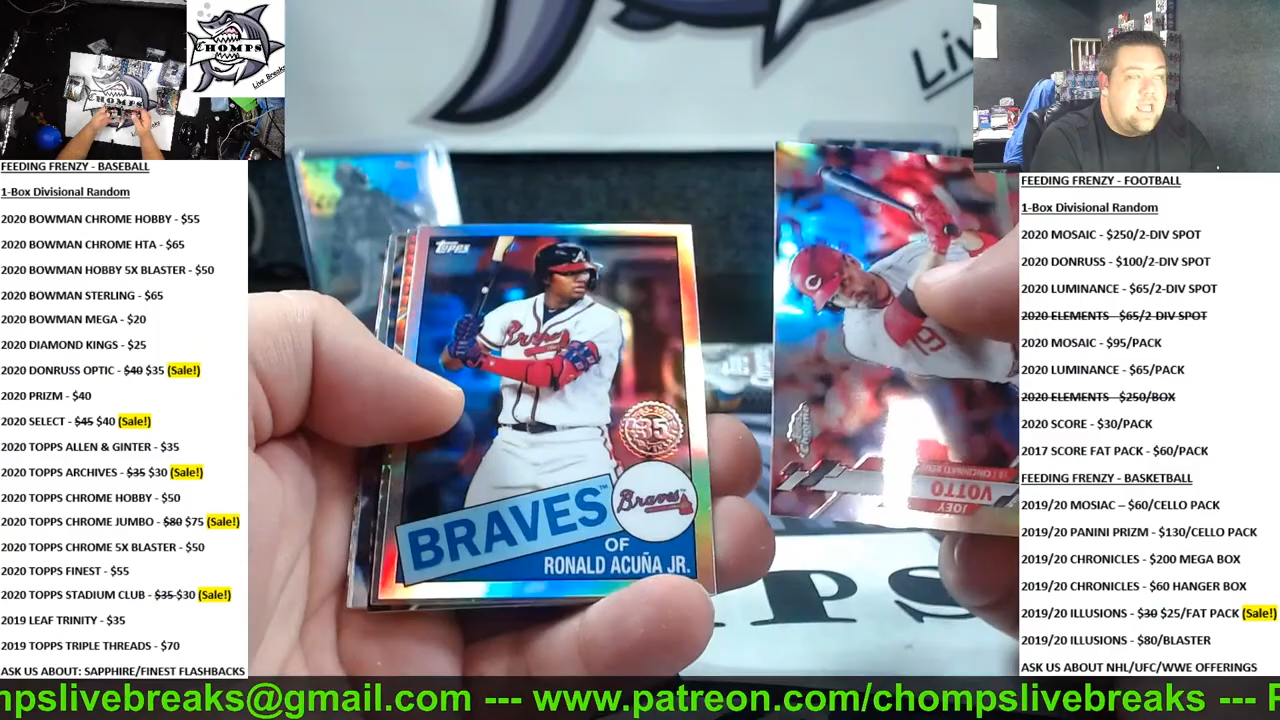 CHOMPS
Live Breaks
CHOMPS
Liv
FEEDING FRENZY - BASEBALL
1-Box Divisional Random
2020 BOWMAN CHROME HOBBY - $55
2020 BOWMAN CHROME HTA - $65
2020 BOWMAN HOBBY 5X BLASTER - $50
2020 BOWMAN STERLING - $65
2020 BOWMAN MEGA - $20
2020 DIAMOND KINGS - $25
2020 DONRUSS OPTIC - $40 $35 (Sale!)
2020 PRIZM - $40
2020 SELECT - $45 $40 (Sale!)
2020 TOPPS ALLEN & GINTER - $35
2020 TOPPS ARCHIVES - $35 $30 (Sale!)
2020 TOPPS CHROME HOBBY - $50
2020 TOPPS CHROME JUMBO - $80 $75 (Sale!)
2020 TOPPS CHROME 5X BLASTER - $50
2020 TOPPS FINEST - $55
2020 TOPPS STADIUM CLUB - $35 $30 (Sale!)
2019 LEAF TRINITY - $35
2019 TOPPS TRIPLE THREADS - $70
ASK US ABOUT: SAPPHIRE/FINEST FLASHBACKS
Topps
Braves
35
BRAVES™
Braves
OF
RONALD ACUÑA JR.
C
19
Topps Chrome
CINCINNATI REDS
JOEY
VOTTO
PS
FEEDING FRENZY - FOOTBALL
1-Box Divisional Random
2020 MOSAIC - $250/2-DIV SPOT
2020 DONRUSS - $100/2-DIV SPOT
2020 LUMINANCE - $65/2-DIV SPOT
2020 ELEMENTS - $65/2-DIV SPOT
2020 MOSAIC - $95/PACK
2020 LUMINANCE - $65/PACK
2020 ELEMENTS - $250/BOX
2020 SCORE - $30/PACK
2017 SCORE FAT PACK - $60/PACK
FEEDING FRENZY - BASKETBALL
2019/20 MOSIAC – $60/CELLO PACK
2019/20 PANINI PRIZM - $130/CELLO PACK
2019/20 CHRONICLES - $200 MEGA BOX
2019/20 CHRONICLES - $60 HANGER BOX
2019/20 ILLUSIONS - $30 $25/FAT PACK (Sale!)
2019/20 ILLUSIONS - $80/BLASTER
ASK US ABOUT NHL/UFC/WWE OFFERINGS
mpslivebreaks@gmail.com --- www.patreon.com/chompslivebreaks --- F